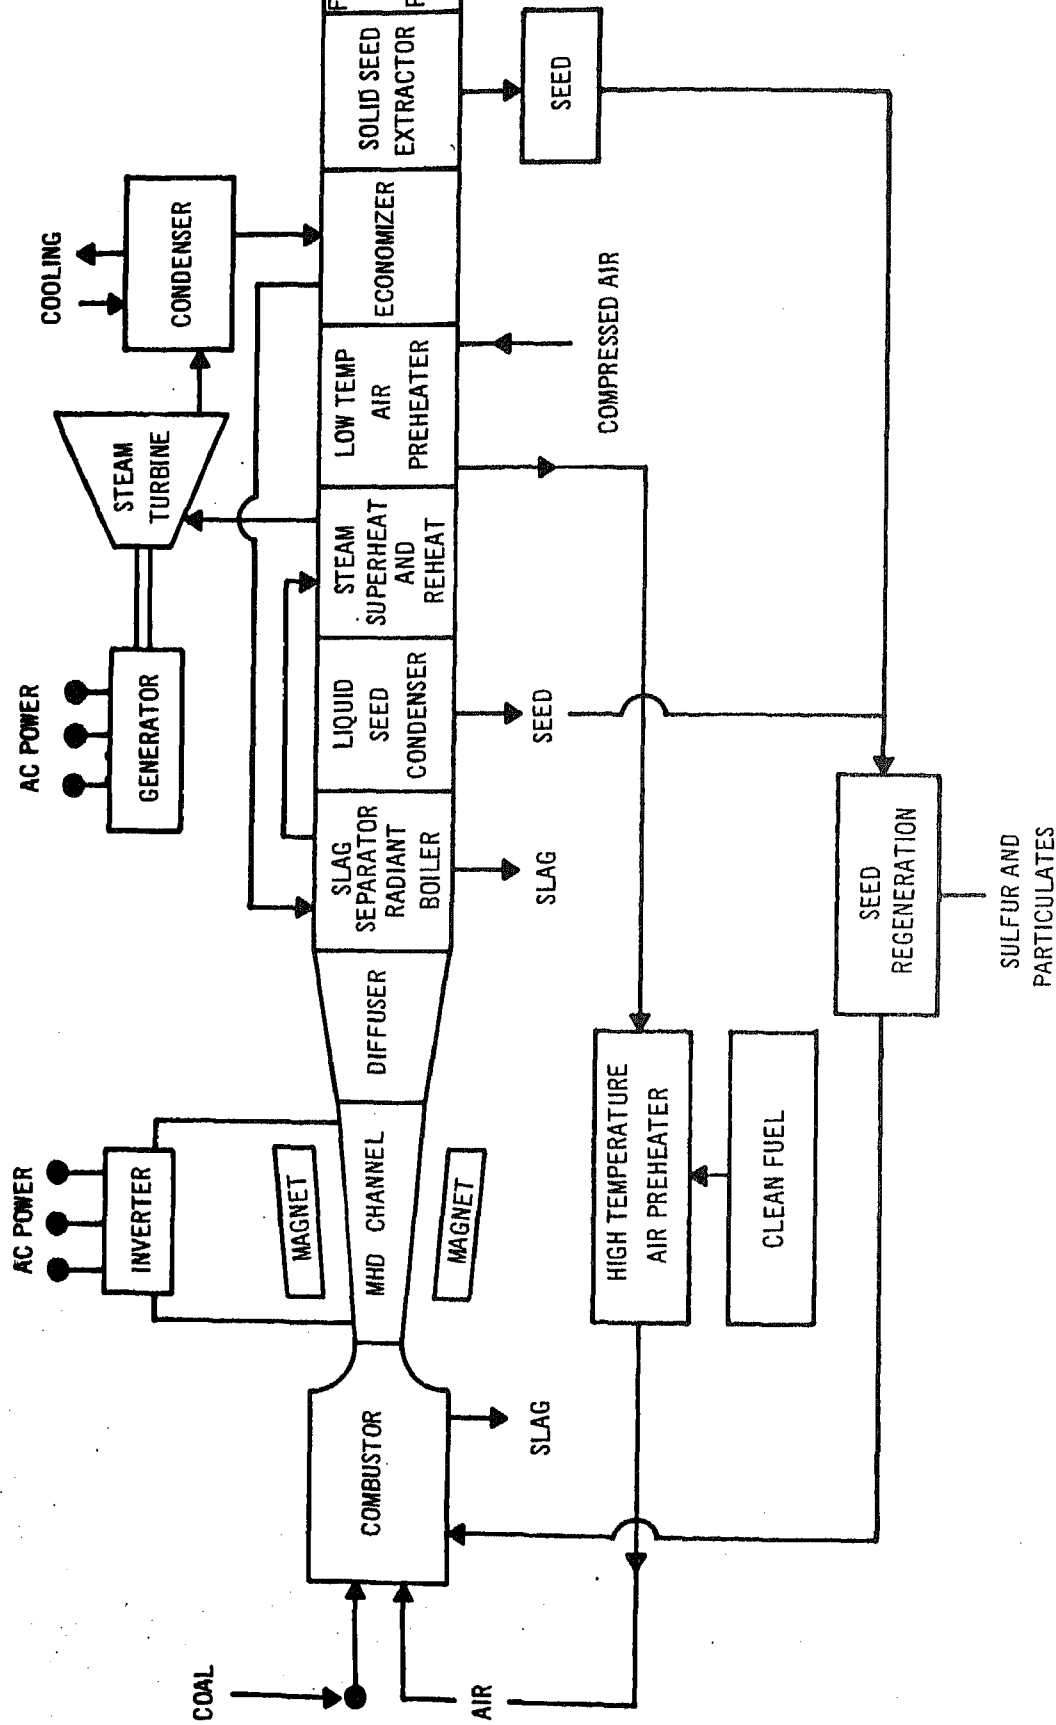 COAL
AIR
COMBUSTOR
SLAG
AC POWER
INVERTER
MAGNET
MHD CHANNEL
MAGNET
DIFFUSER
SLAG
SEPARATOR
RADIANT
BOILER
SLAG
LIQUID
SEED
CONDENSER
SEED
STEAM
SUPERHEAT
AND
REHEAT
LOW TEMP
AIR
PREHEATER
COMPRESSED AIR
ECONOMIZER
SOLID SEED
EXTRACTOR
SEED
AC POWER
GENERATOR
STEAM
TURBINE
COOLING
CONDENSER
HIGH TEMPERATURE
AIR PREHEATER
CLEAN FUEL
SEED
REGENERATION
SULFUR AND
PARTICULATES